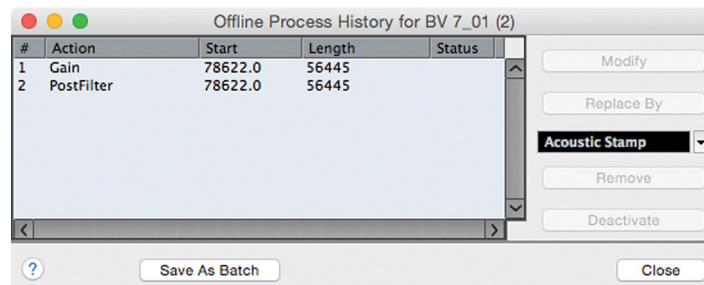 Offline Process History for BV 7_01 (2)
# Action Start Length Status
1 Gain 78622.0 56445
2 PostFilter 78622.0 56445
Modify
Replace By
Acoustic Stamp
Remove
Deactivate
? Save As Batch Close